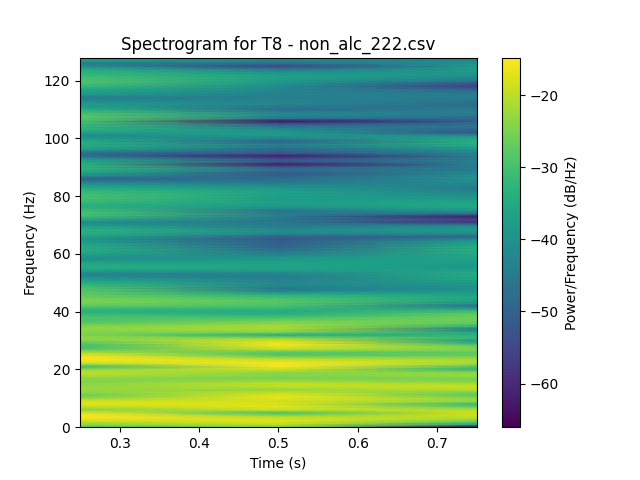 Spectrogram for T8 - non_alc_222.csv
Frequency (Hz)
120
100
80
60
40
20
0
0.3 0.4 0.5 0.6 0.7
Time (s)
−20
−30
−40
−50
−60
Power/Frequency (dB/Hz)